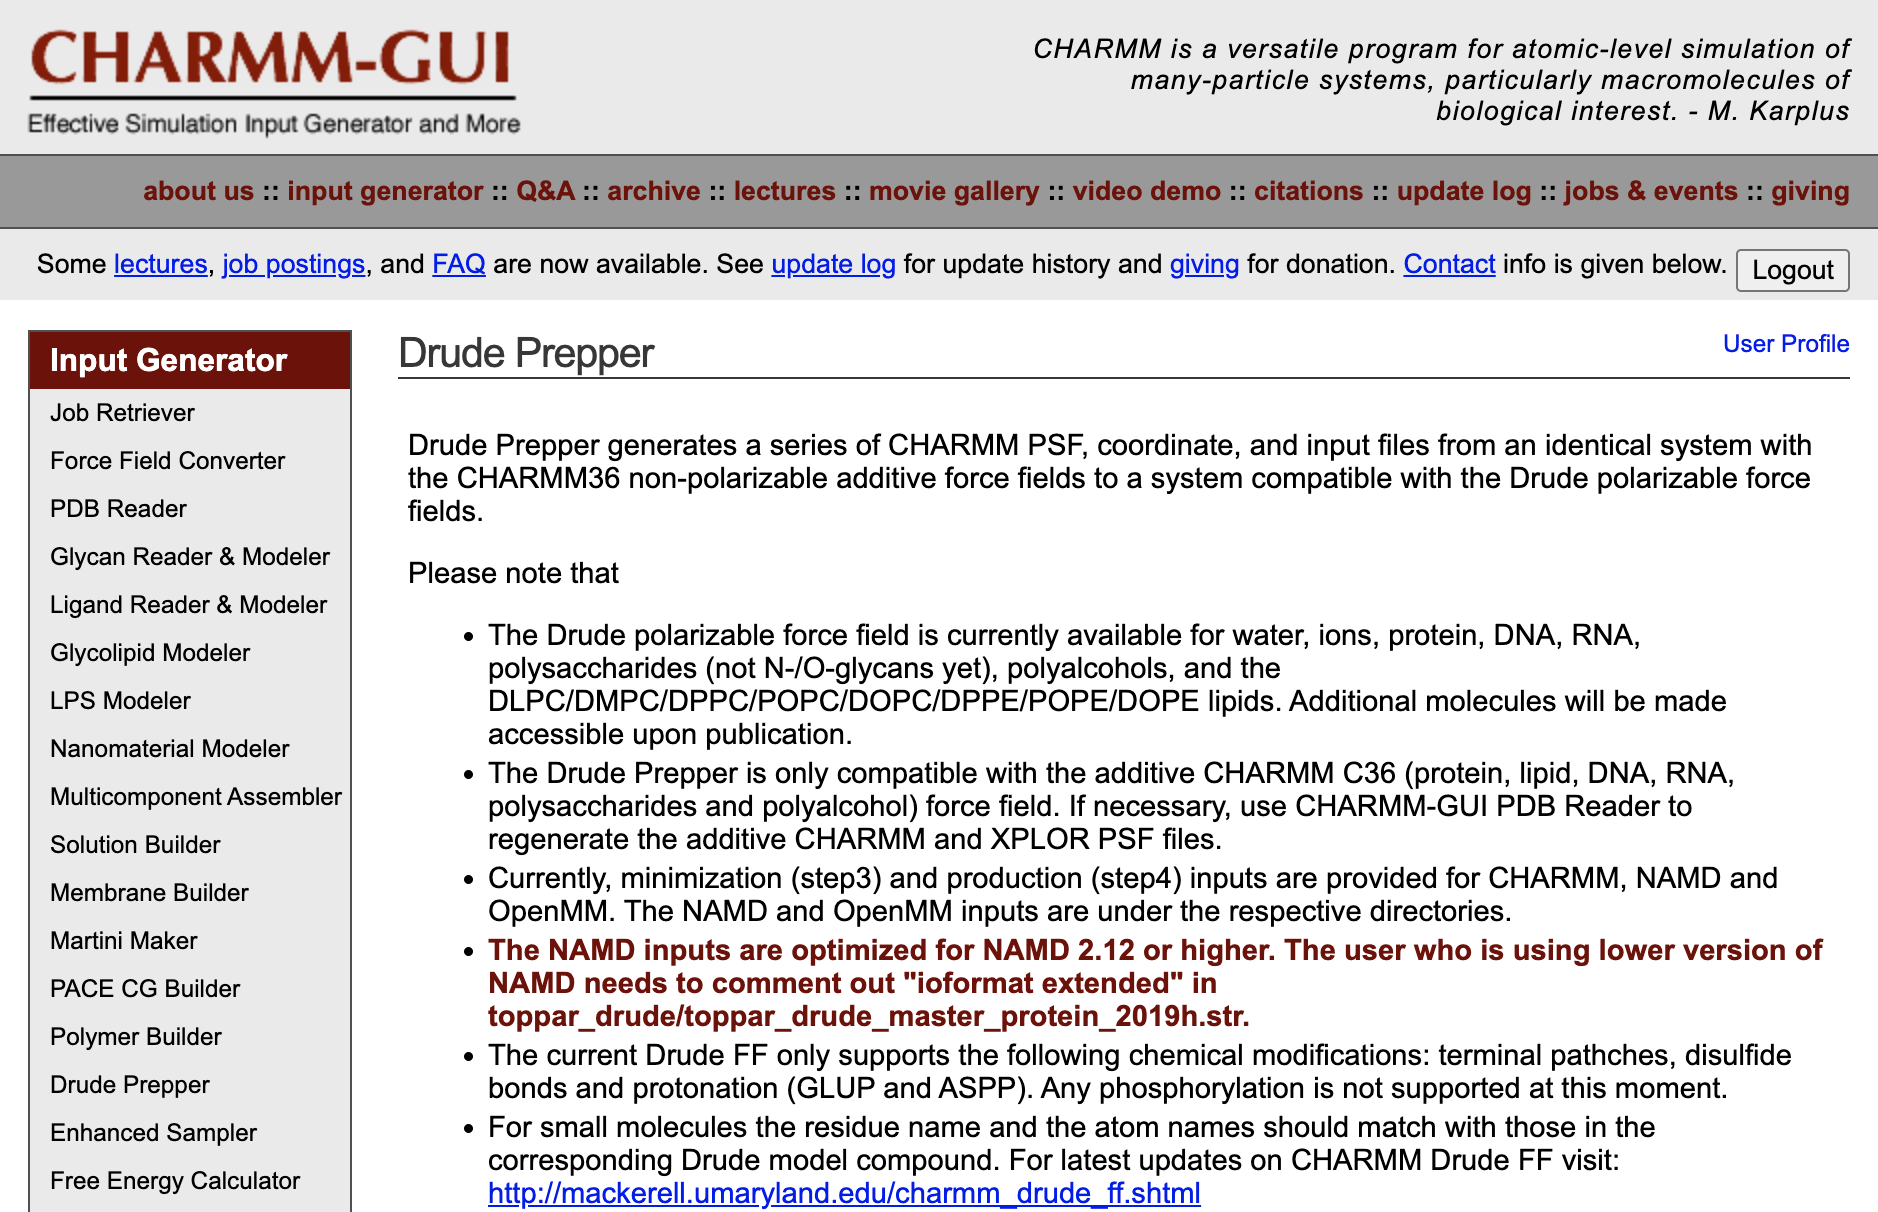 CHARMM-GUI
Effective Simulation Input Generator and More
CHARMM is a versatile program for atomic-level simulation of
many-particle systems, particularly macromolecules of
biological interest. - M. Karplus
about us :: input generator :: Q&A :: archive :: lectures :: movie gallery :: video demo :: citations :: update log :: jobs & events :: giving
Some lectures, job postings, and FAQ are now available. See update log for update history and giving for donation. Contact info is given below. Logout
Input Generator
Job Retriever
Force Field Converter
PDB Reader
Glycan Reader & Modeler
Ligand Reader & Modeler
Glycolipid Modeler
LPS Modeler
Nanomaterial Modeler
Multicomponent Assembler
Solution Builder
Membrane Builder
Martini Maker
PACE CG Builder
Polymer Builder
Drude Prepper
Enhanced Sampler
Free Energy Calculator
Drude Prepper
User Profile
Drude Prepper generates a series of CHARMM PSF, coordinate, and input files from an identical system with
the CHARMM36 non-polarizable additive force fields to a system compatible with the Drude polarizable force
fields.
Please note that
• The Drude polarizable force field is currently available for water, ions, protein, DNA, RNA,
polysaccharides (not N-/O-glycans yet), polyalcohols, and the
DLPC/DMPC/DPPC/POPC/DOPC/DPPE/POPE/DOPE lipids. Additional molecules will be made
accessible upon publication.
• The Drude Prepper is only compatible with the additive CHARMM C36 (protein, lipid, DNA, RNA,
polysaccharides and polyalcohol) force field. If necessary, use CHARMM-GUI PDB Reader to
regenerate the additive CHARMM and XPLOR PSF files.
• Currently, minimization (step3) and production (step4) inputs are provided for CHARMM, NAMD and
OpenMM. The NAMD and OpenMM inputs are under the respective directories.
• The NAMD inputs are optimized for NAMD 2.12 or higher. The user who is using lower version of
NAMD needs to comment out "ioformat extended" in
toppar_drude/toppar_drude_master_protein_2019h.str.
• The current Drude FF only supports the following chemical modifications: terminal pathches, disulfide
bonds and protonation (GLUP and ASPP). Any phosphorylation is not supported at this moment.
• For small molecules the residue name and the atom names should match with those in the
corresponding Drude model compound. For latest updates on CHARMM Drude FF visit:
http://mackerell.umaryland.edu/charmm_drude_ff.shtml